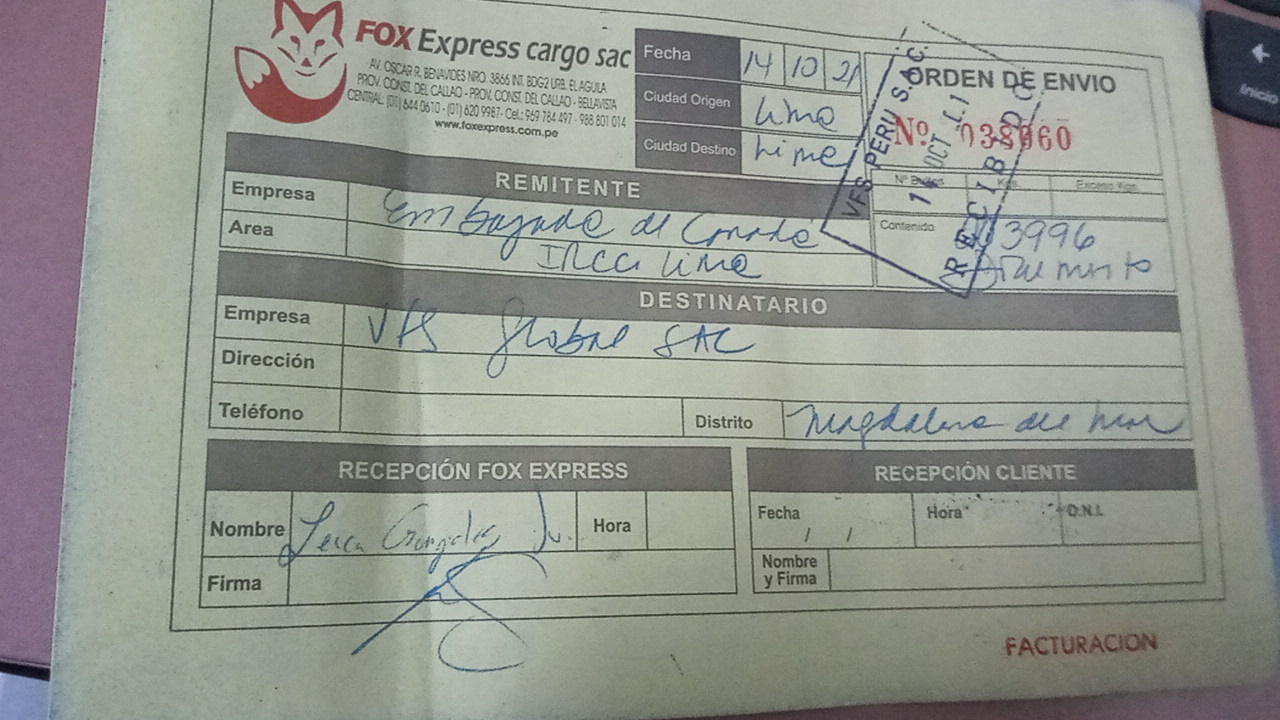 FOX Express cargo sac
AV. OSCAR R. BENAVIDES NRO. 3866 INT. BDG2 URB. EL AGUILA
PROV. CONST. DEL CALLAO - PROV. CONST. DEL CALLAO - BELLAVISTA
CENTRAL: (01) 644 0610 - (01) 620 9987- Cel.: 969 784 497 - 988 801 014
www.foxexpress.com.pe
Fecha 14 10 21
Ciudad Origen Lima
Ciudad Destino Lima
ORDEN DE ENVIO
Nº 038960
VFS PERU S.A.C.
OCT
RECIBIDO
Nº Bultos Kgs. Exceso Kgs.
Contenido 3996
REMITENTE
Empresa Embajada de Canadá
Area IRCC Lima
DESTINATARIO
Empresa VFS Global SAC
Dirección
Teléfono
Distrito Magdalena del Mar
RECEPCIÓN FOX EXPRESS
Nombre Gonzales
Hora
Firma
RECEPCIÓN CLIENTE
Fecha / /
Hora
D.N.I.
Nombre
y Firma
FACTURACION
Inicio